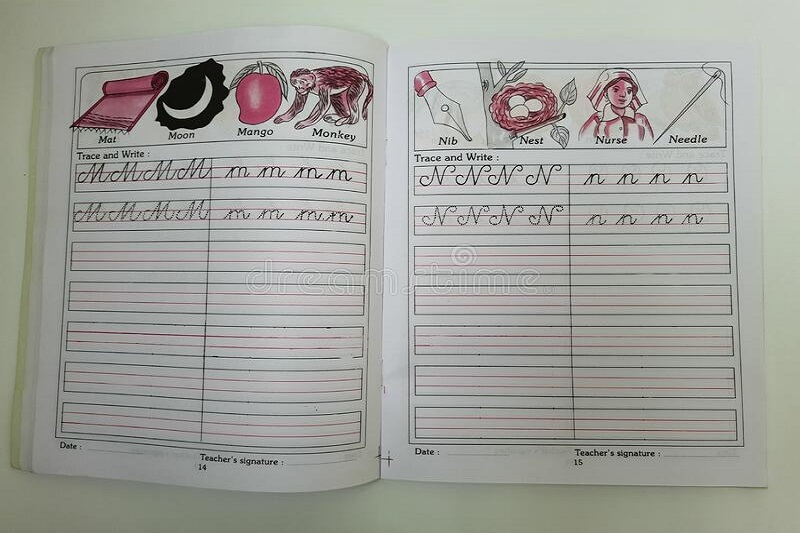 Mat Moon Mango Monkey
Trace and Write :
M M M M m m m m
M M M M m m m m
Date :
Teacher's signature :
14
Nib Nest Nurse Needle
Trace and Write :
N N N N n n n n
N N N N n n n n
Date :
Teacher's signature :
15
dreamstime.com